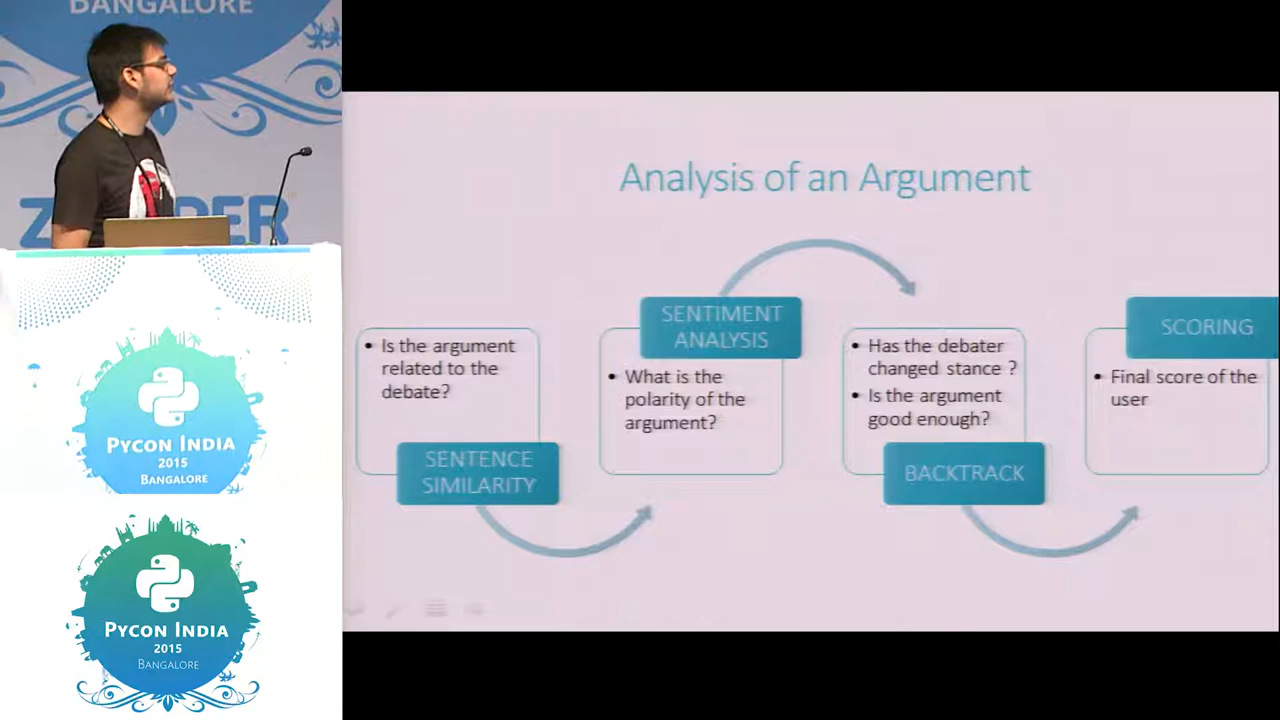 BANGALORE
PYCON INDIA
2015
BANGALORE
PYCON INDIA
2015
BANGALORE
Analysis of an Argument
• Is the argument
related to the
debate?
SENTENCE
SIMILARITY
SENTIMENT
ANALYSIS
• What is the
polarity of the
argument?
• Has the debater
changed stance ?
• Is the argument
good enough?
BACKTRACK
SCORING
• Final score of the
user